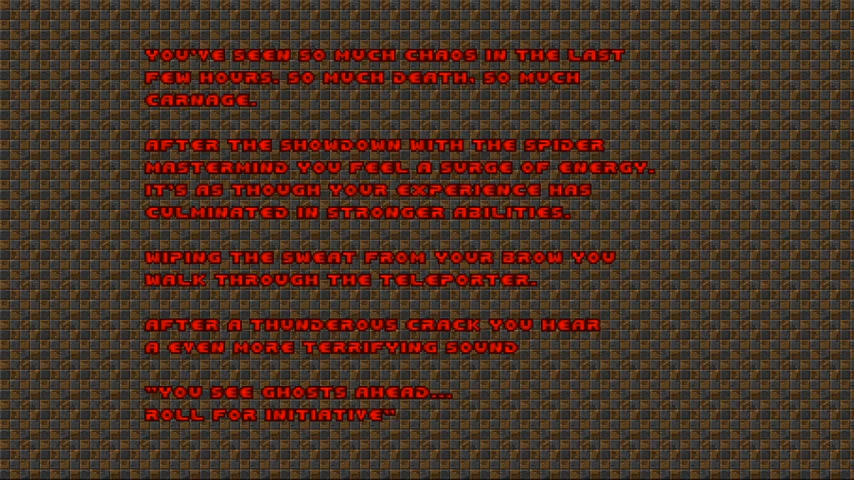 YOU'VE SEEN SO MUCH CHAOS IN THE LAST
FEW HOURS. SO MUCH DEATH, SO MUCH
CARNAGE.
AFTER THE SHOWDOWN WITH THE SPIDER
MASTERMIND YOU FEEL A SURGE OF ENERGY.
IT'S AS THOUGH YOUR EXPERIENCE HAS
CULMINATED IN STRONGER ABILITIES.
WIPING THE SWEAT FROM YOUR BROW YOU
WALK THROUGH THE TELEPORTER.
AFTER A THUNDEROUS CRACK YOU HEAR
A EVEN MORE TERRIFYING SOUND
"YOU SEE GHOSTS AHEAD...
ROLL FOR INITIATIVE"